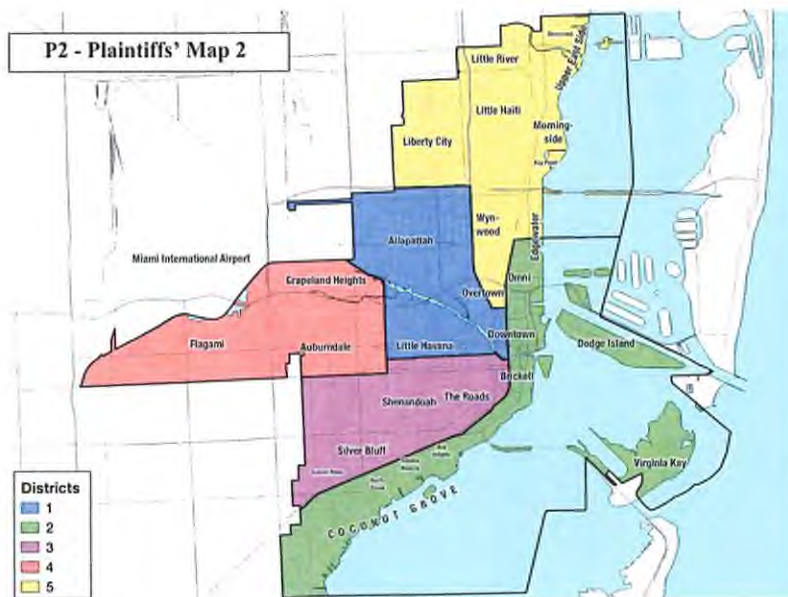 P2 - Plaintiffs' Map 2
Little River
Upper East Side
Little Haiti
Morning-
side
Liberty City
Bay Point
Wyn-
wood
Edgewater
Allapattah
Miami International Airport
Omni
Grapeland Heights
Overtown
Downtown
Flagami
Auburndale
Little Havana
Dodge Island
Brickell
Shenandoah
The Roads
Silver Bluff
Virginia Key
COCONUT GROVE
Districts
1
2
3
4
5